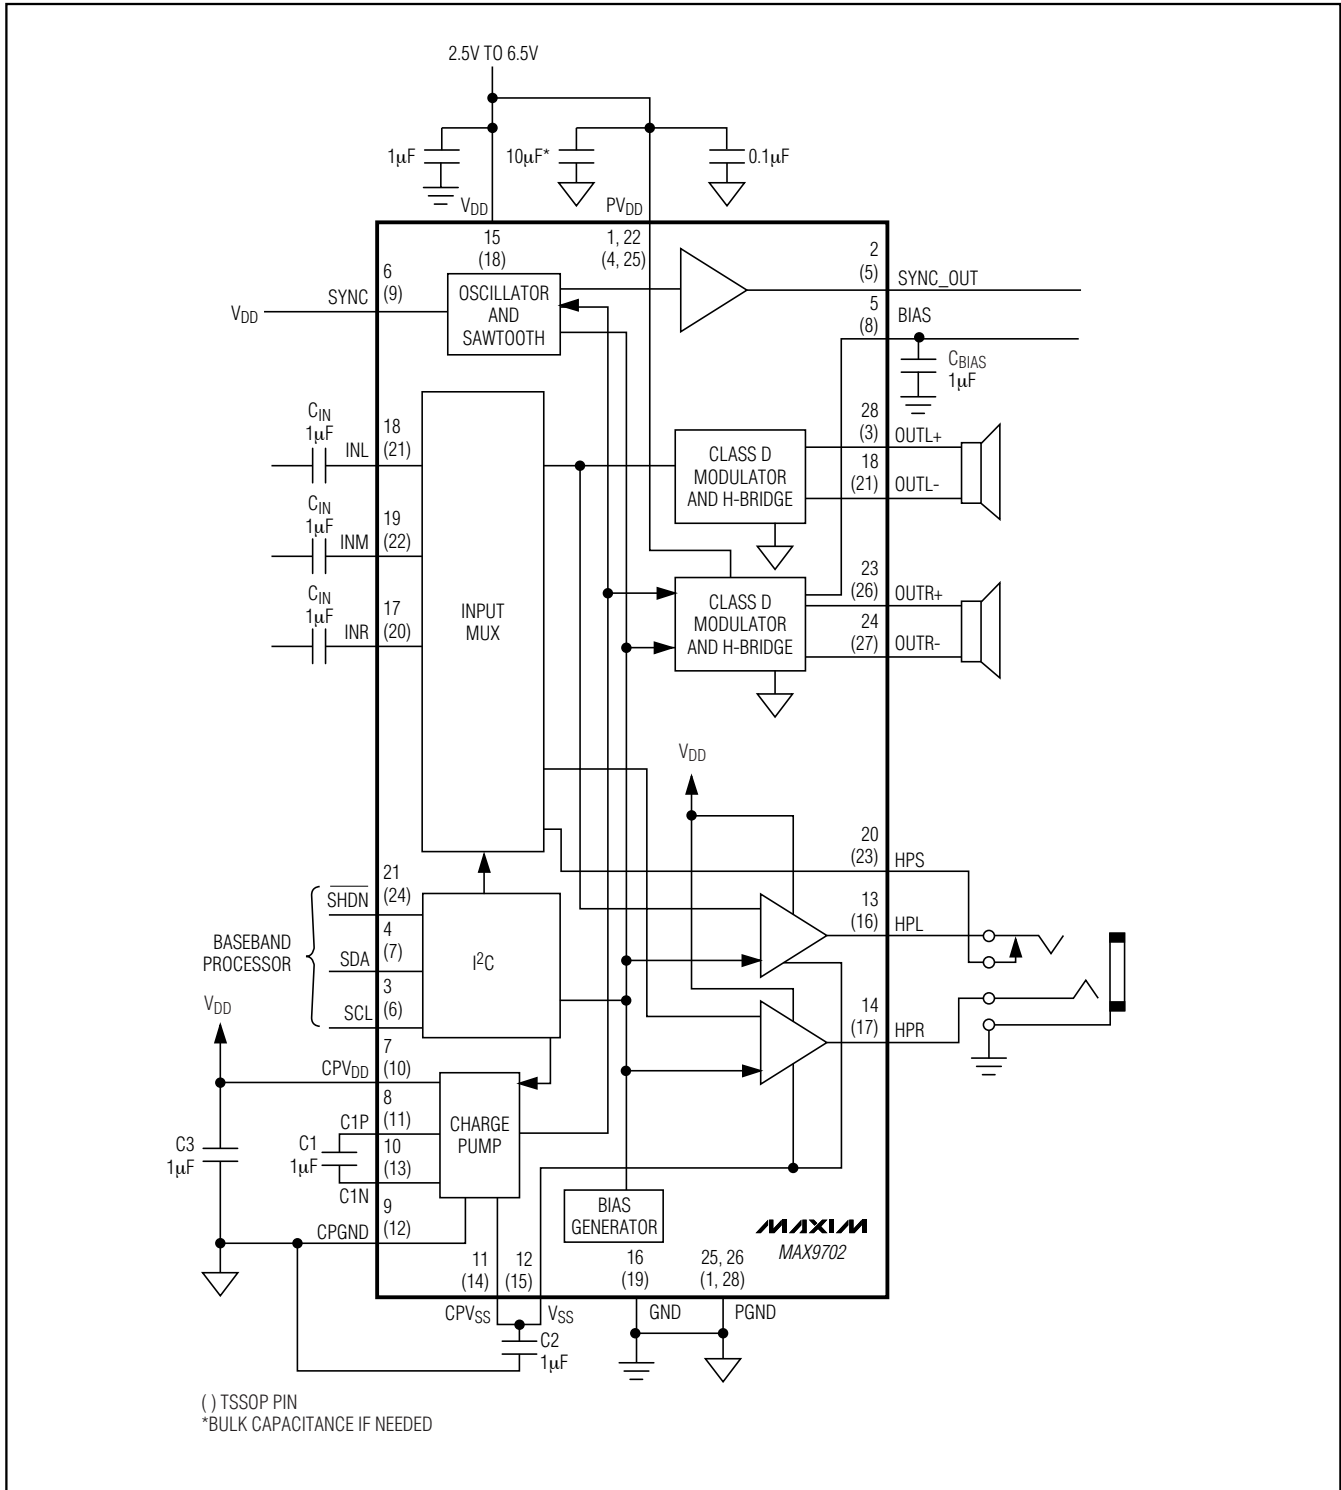 2.5V TO 6.5V
1µF
10µF*
0.1µF
VDD
PVDD
15
(18)
1, 22
(4, 25)
2
(5)
SYNC_OUT
6
(9)
SYNC
VDD
OSCILLATOR
AND
SAWTOOTH
5
(8)
BIAS
CBIAS
1µF
CIN
1µF
INL
18
(21)
28
(3)
OUTL+
CLASS D
MODULATOR
AND H-BRIDGE
18
(21)
OUTL-
CIN
1µF
INM
19
(22)
CIN
1µF
INR
17
(20)
INPUT
MUX
23
(26)
OUTR+
CLASS D
MODULATOR
AND H-BRIDGE
24
(27)
OUTR-
VDD
20
(23)
HPS
21
(24)
SHDN
BASEBAND
PROCESSOR
4
(7)
SDA
I2C
3
(6)
SCL
13
(16)
HPL
14
(17)
HPR
VDD
7
(10)
CPVDD
8
(11)
C1P
CHARGE
PUMP
C3
1µF
C1
1µF
10
(13)
C1N
9
(12)
CPGND
BIAS
GENERATOR
MAXIM
MAX9702
11
(14)
12
(15)
16
(19)
25, 26
(1, 28)
CPVSS
VSS
GND
PGND
C2
1µF
( ) TSSOP PIN
*BULK CAPACITANCE IF NEEDED